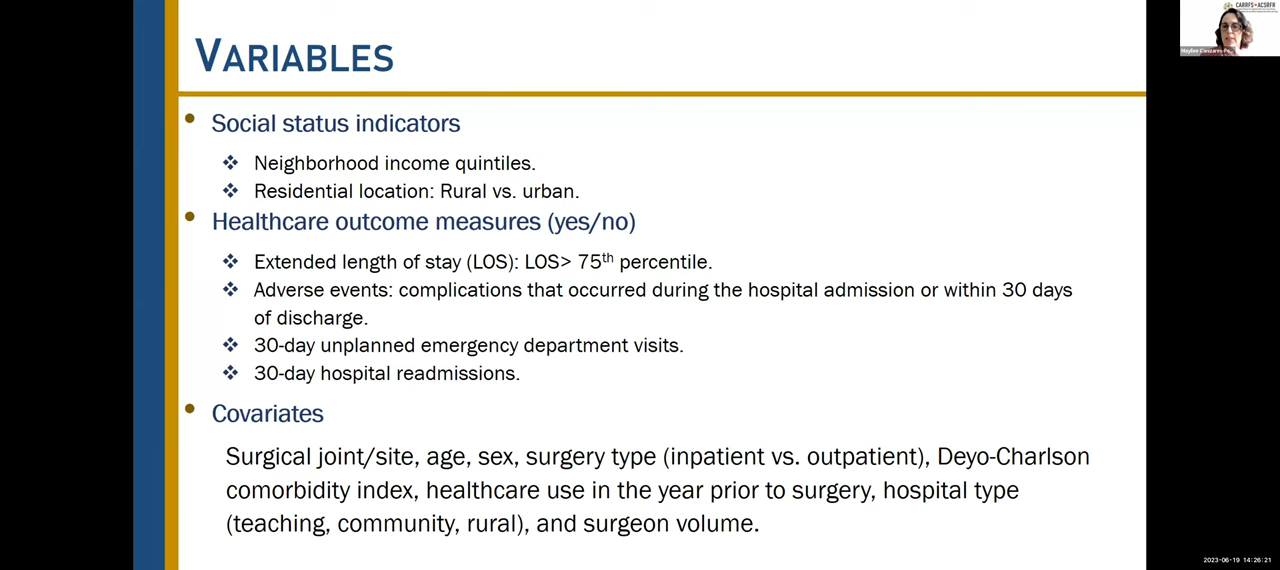 VARIABLES
Social status indicators
Neighborhood income quintiles.
Residential location: Rural vs. urban.
Healthcare outcome measures (yes/no)
Extended length of stay (LOS): LOS> 75th percentile.
Adverse events: complications that occurred during the hospital admission or within 30 days
of discharge.
30-day unplanned emergency department visits.
30-day hospital readmissions.
Covariates
Surgical joint/site, age, sex, surgery type (inpatient vs. outpatient), Deyo-Charlson
comorbidity index, healthcare use in the year prior to surgery, hospital type
(teaching, community, rural), and surgeon volume.
CARRFS • ACSRFR
2023-06-19 14:26:21